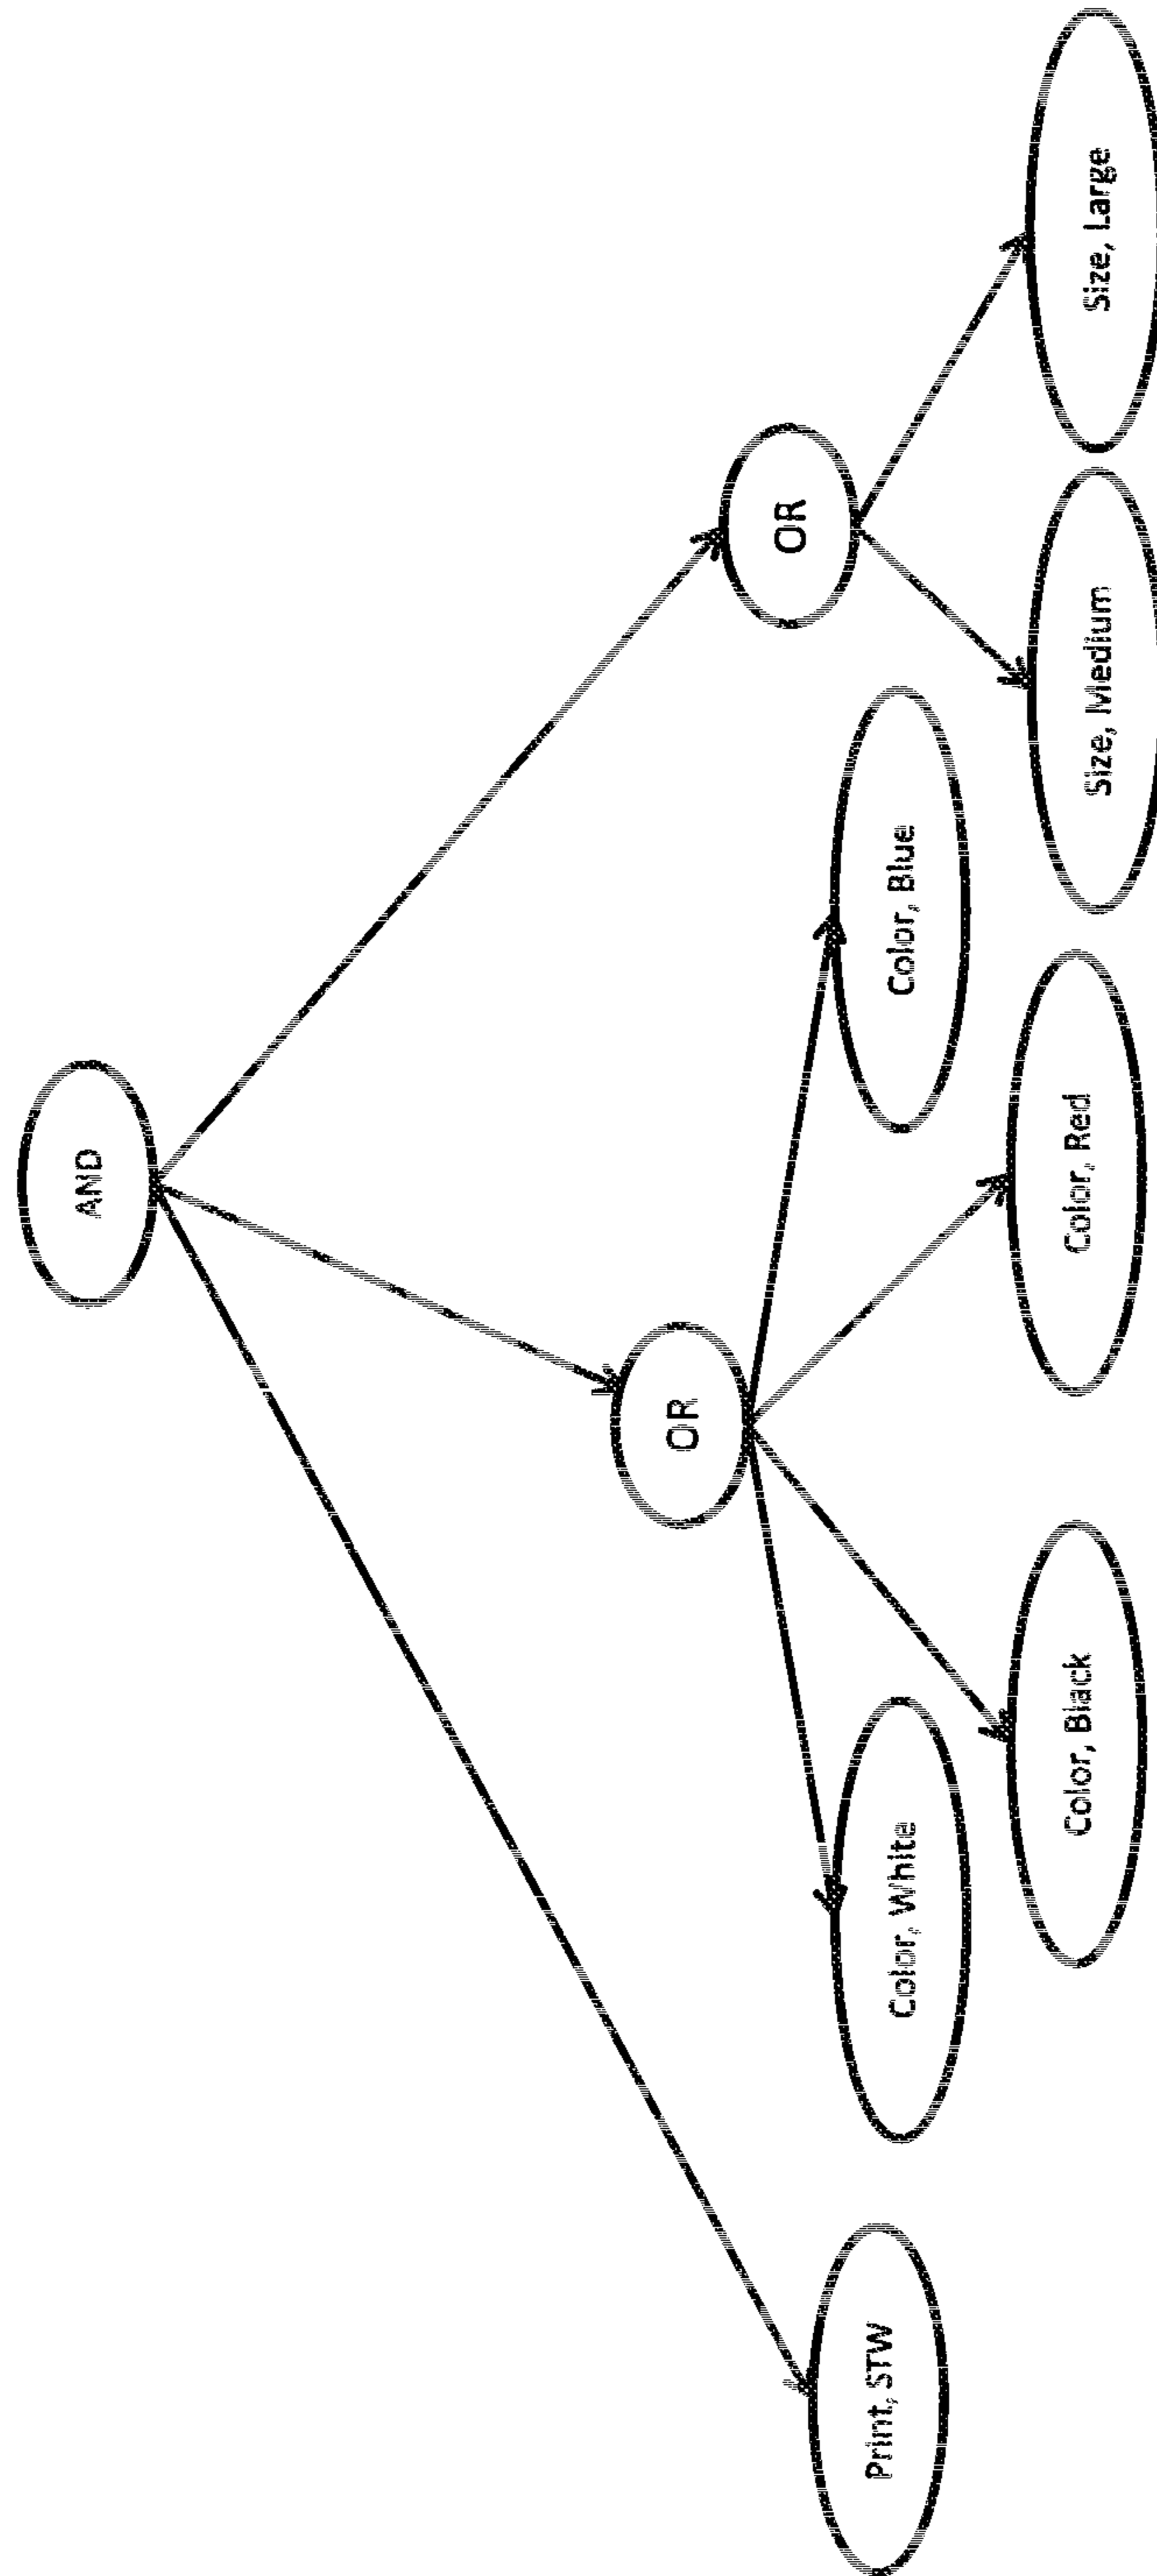 AND
OR
OR
Print, STW
Color, White
Color, Black
Color, Red
Color, Blue
Size, Medium
Size, Large